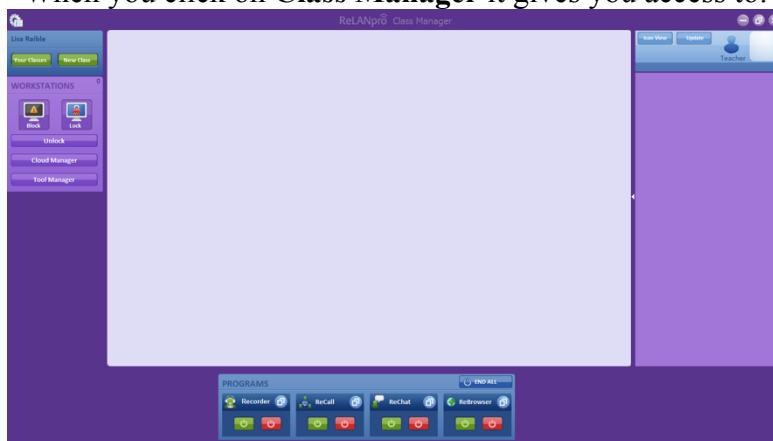 When you click on Class Manager it gives you access to:
ReLANpro Class Manager
Lisa Raible
Your Classes New Class
WORKSTATIONS 0
Block Lock
Unlock
Cloud Manager
Tool Manager
Icon View Update
Teacher
PROGRAMS END ALL
Recorder ReCall ReChat ReBrowser